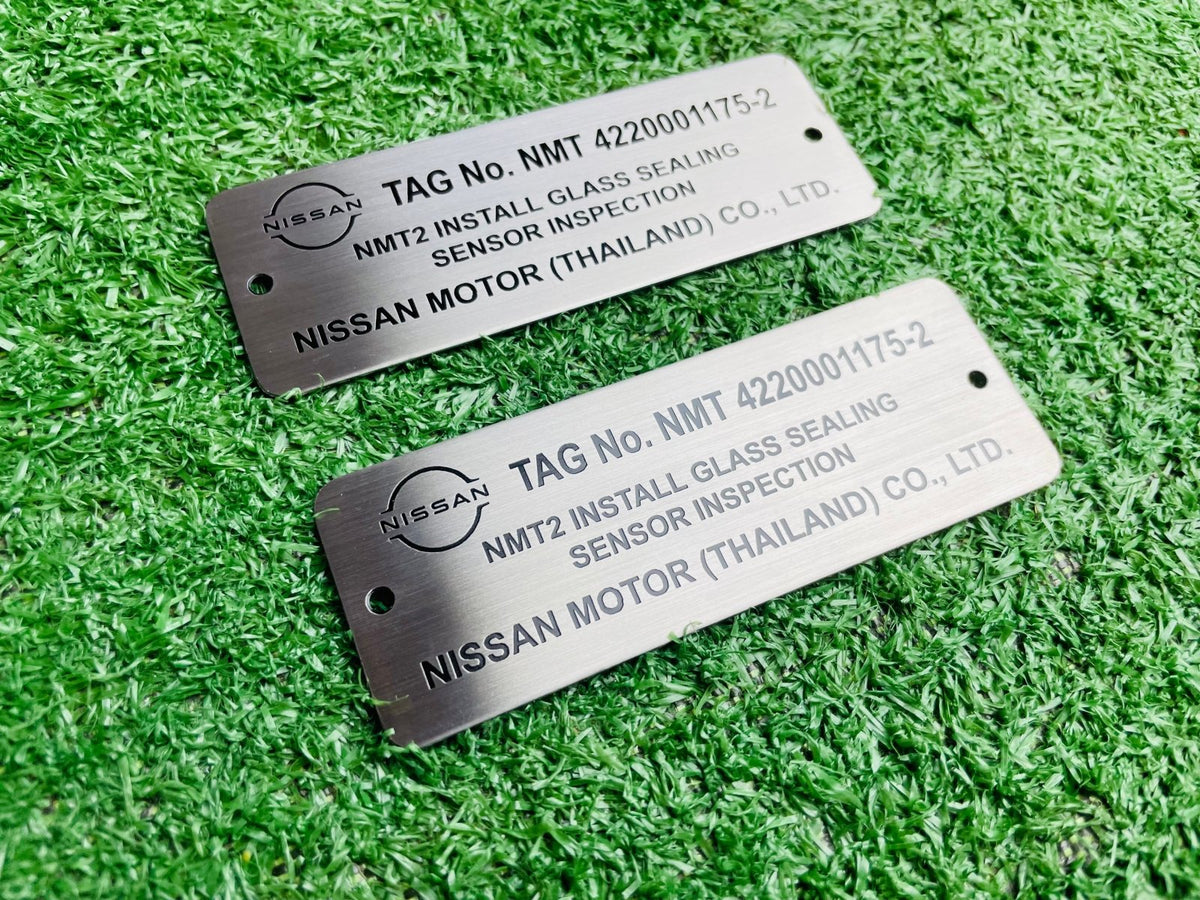 TAG No. NMT 4220001175-2
NISSAN
NMT2 INSTALL GLASS SEALING
SENSOR INSPECTION
NISSAN MOTOR (THAILAND) CO., LTD.
TAG No. NMT 4220001175-2
NISSAN
NMT2 INSTALL GLASS SEALING
SENSOR INSPECTION
NISSAN MOTOR (THAILAND) CO., LTD.